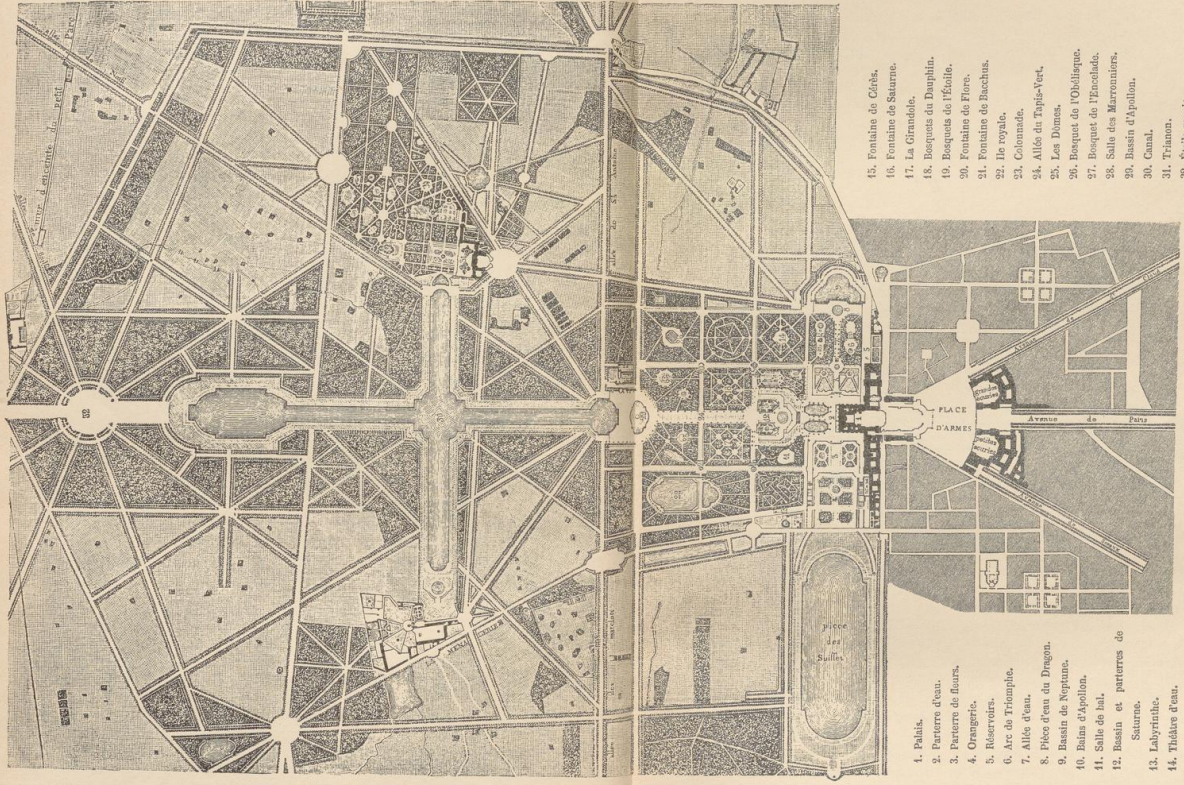 1. Palais.
2. Parterre d'eau.
3. Parterre de fleurs.
4. Orangerie.
5. Réservoirs.
6. Arc de Triomphe.
7. Allée d'eau.
8. Pièce d'eau du Dragon.
9. Bassin de Neptune.
10. Bains d'Apollon.
11. Salle de bal.
12. Bassin et parterres de
Saturne.
13. Labyrinthe.
14. Théâtre d'eau.
15. Fontaine de Cérès.
16. Fontaine de Saturne.
17. La Girandole.
18. Bosquets du Dauphin.
19. Bosquets de l'Étoile.
20. Fontaine de Flore.
21. Fontaine de Bacchus.
22. Ile royale.
23. Colonnade.
24. Allée du Tapis-Vert.
25. Les Dômes.
26. Bosquet de l'Obélisque.
27. Bosquet de l'Encelade.
28. Salle des Marronniers.
29. Bassin d'Apollon.
30. Canal.
31. Trianon.
PLACE
D'ARMES
Avenue de Paris
petites
écuries
pièce
des
Suisses
MENAGERIE
32
du petit Parc